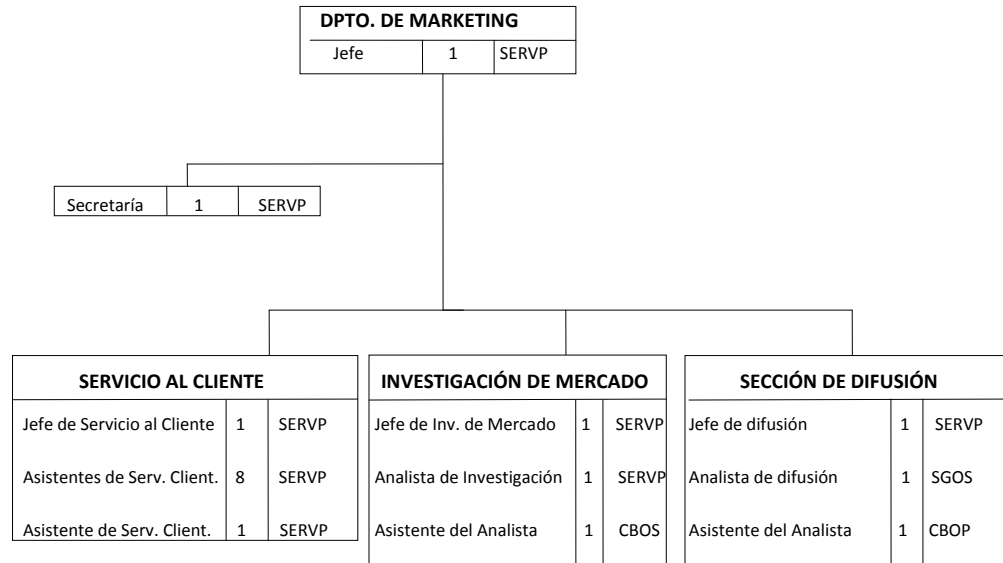 DPTO. DE MARKETING
Jefe 1 SERVP
Secretaría 1 SERVP
SERVICIO AL CLIENTE
Jefe de Servicio al Cliente 1 SERVP
Asistentes de Serv. Client. 8 SERVP
Asistente de Serv. Client. 1 SERVP
INVESTIGACIÓN DE MERCADO
Jefe de Inv. de Mercado 1 SERVP
Analista de Investigación 1 SERVP
Asistente del Analista 1 CBOS
SECCIÓN DE DIFUSIÓN
Jefe de difusión 1 SERVP
Analista de difusión 1 SGOS
Asistente del Analista 1 CBOP